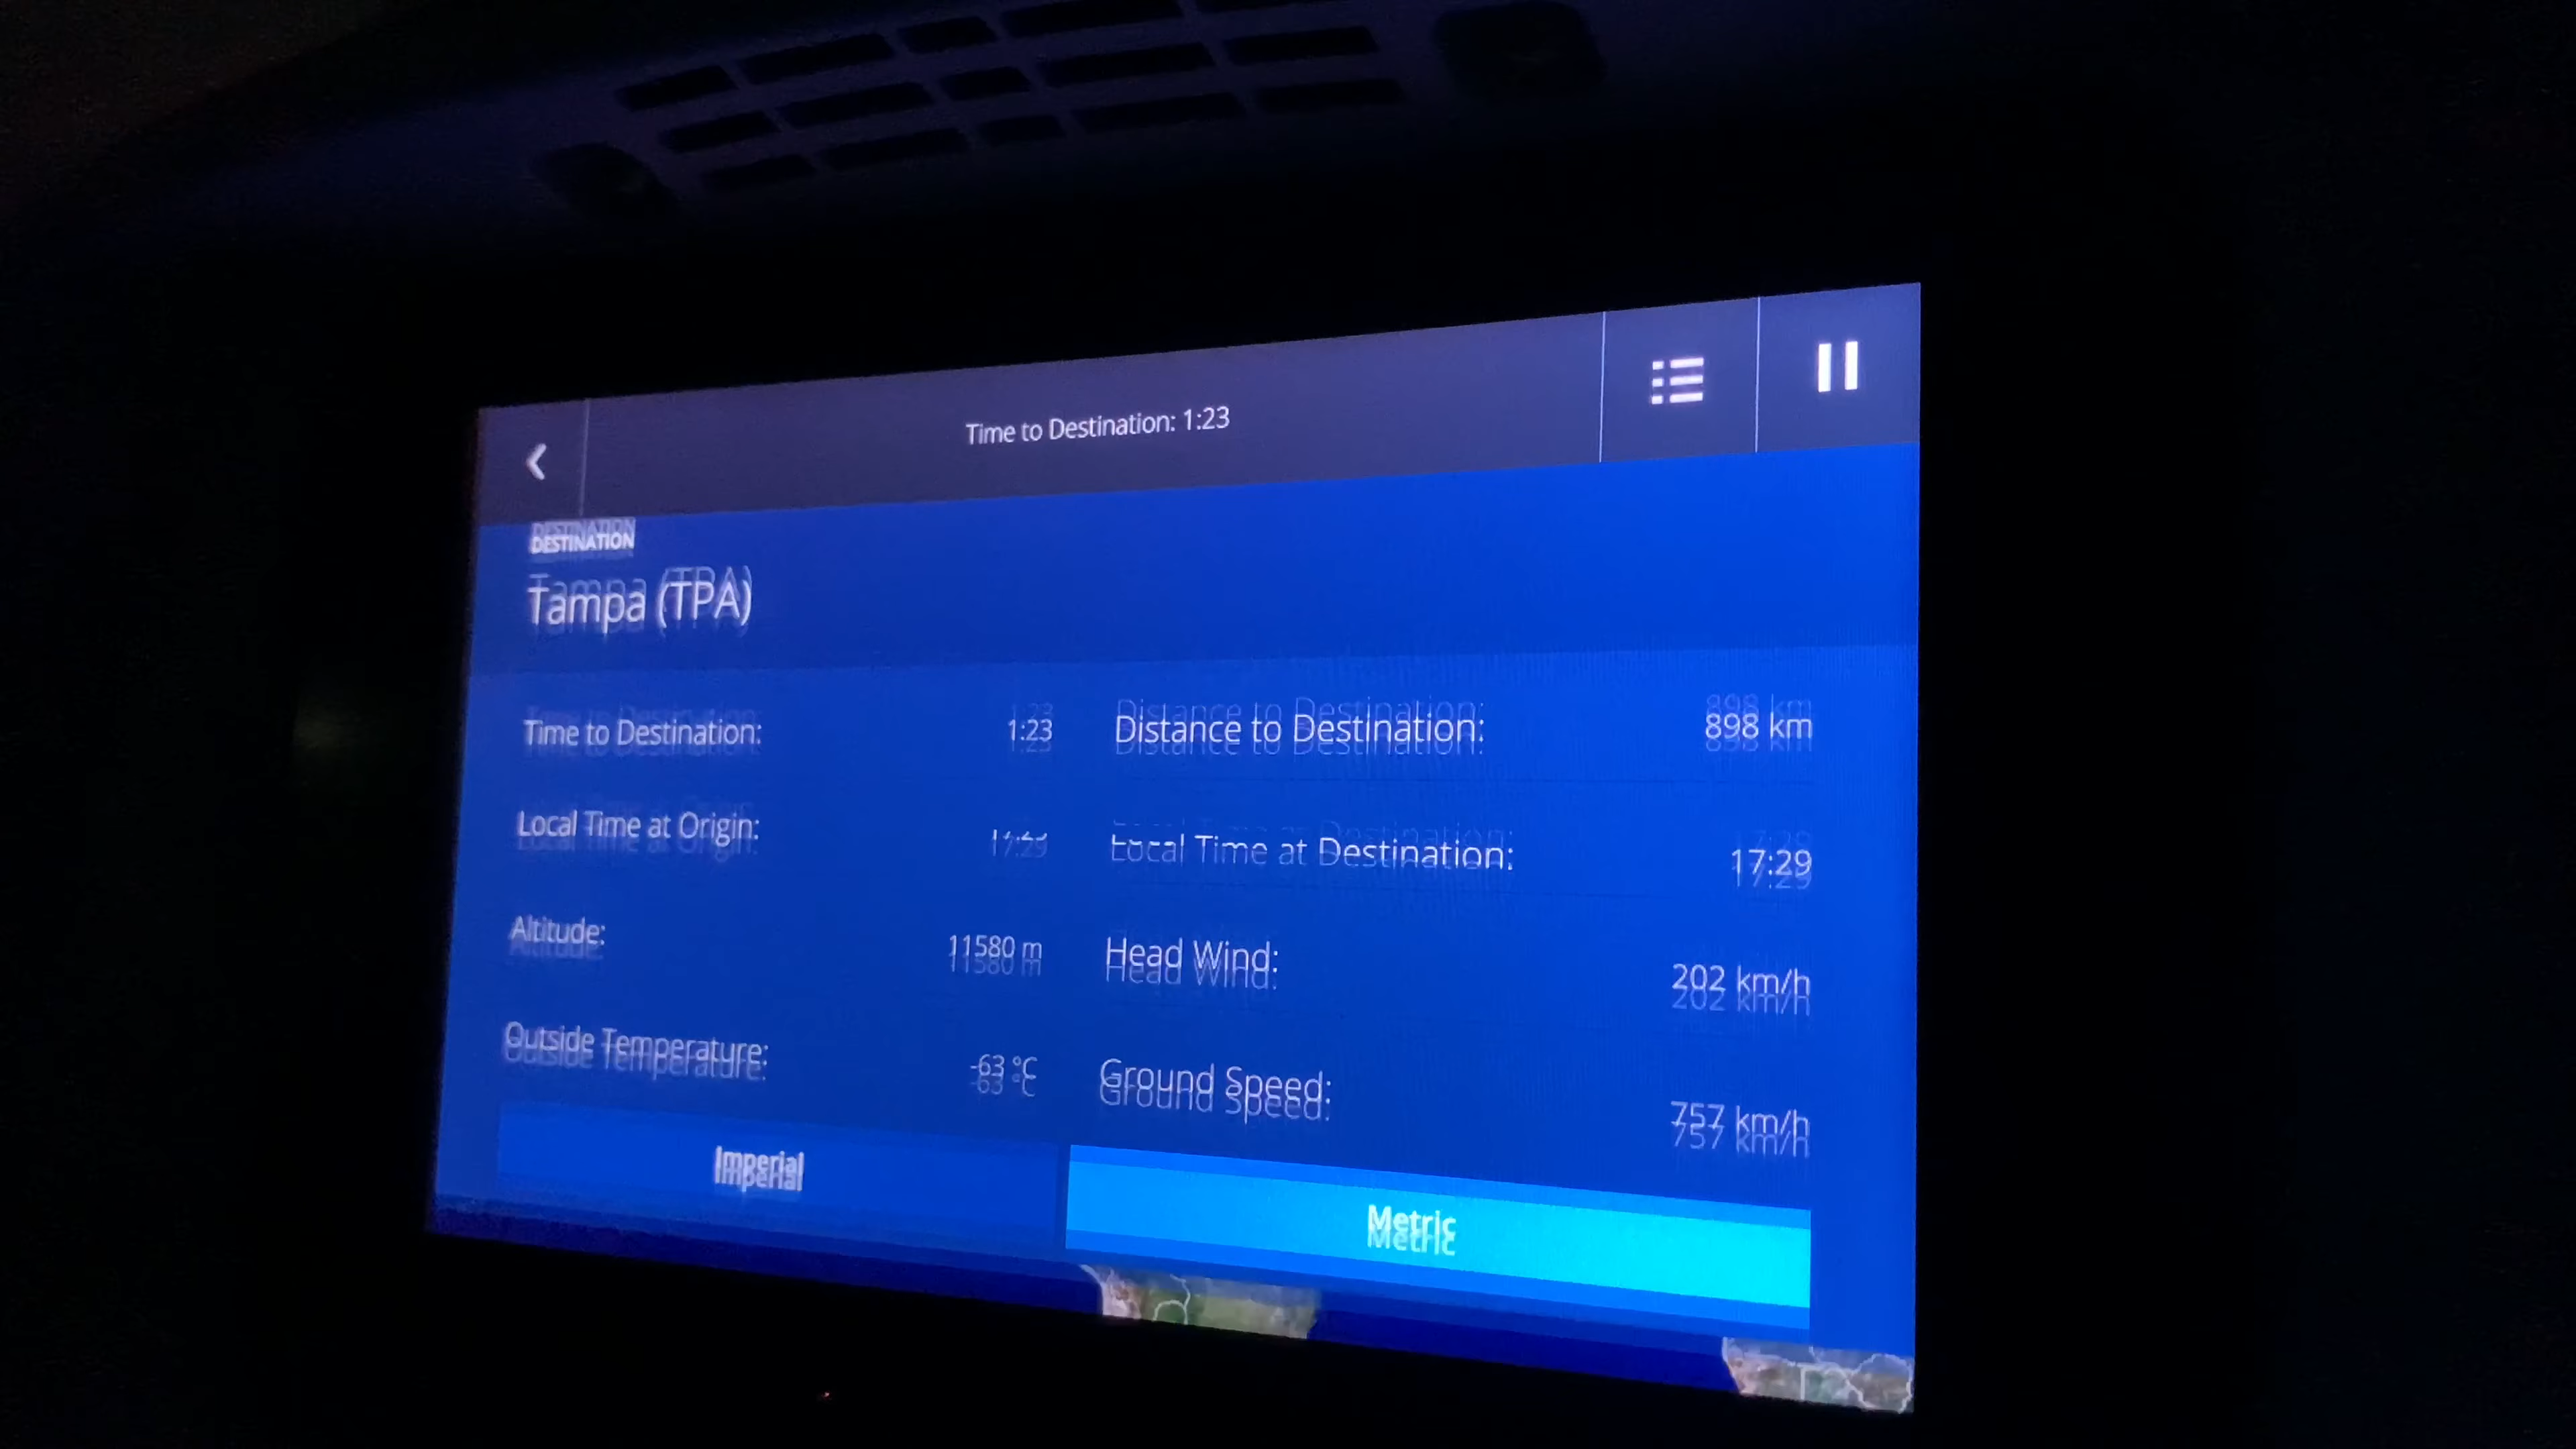 Time to Destination: 1:23
DESTINATION
Tampa (TPA)
Time to Destination: 1:23
Distance to Destination: 898 km
Local Time at Origin: 17:29
Local Time at Destination: 17:29
Altitude: 11580 m
Head Wind: 202 km/h
Outside Temperature: -63 °C
Ground Speed: 757 km/h
Imperial
Metric